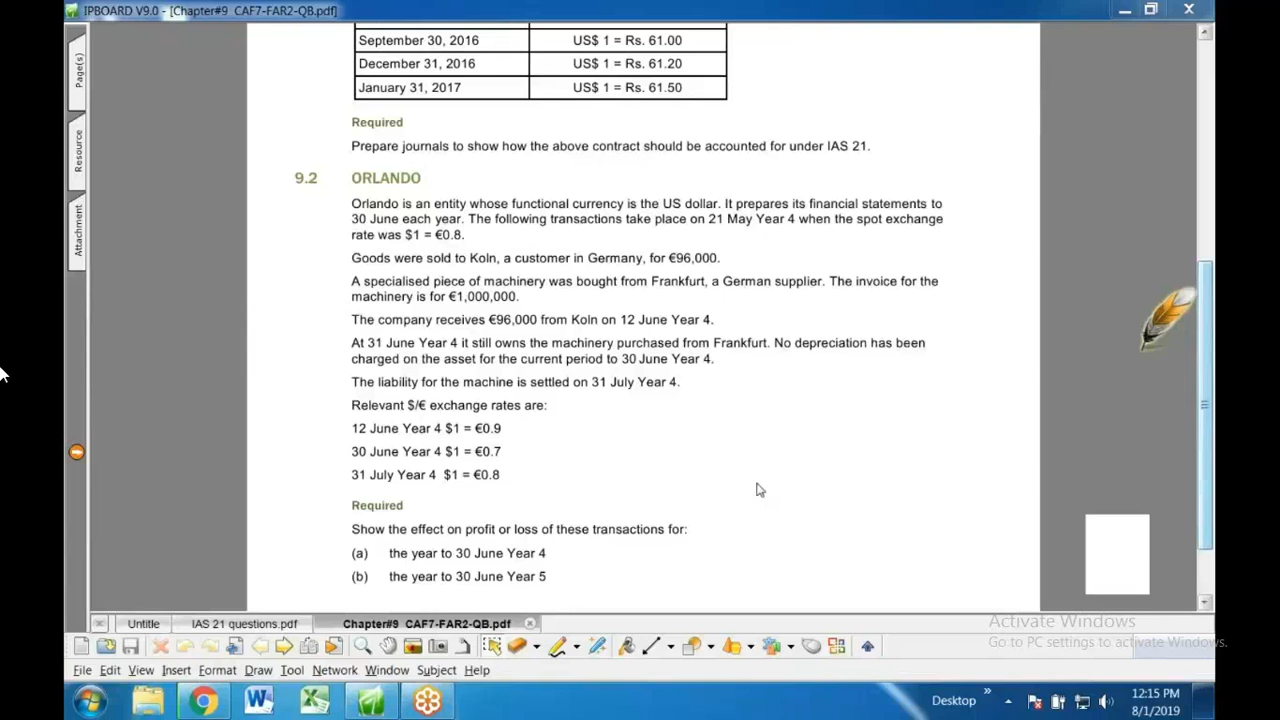 IPBOARD V9.0 - [Chapter#9 CAF7-FAR2-QB.pdf]
Page(s)
Resource
Attachment
September 30, 2016 US$ 1 = Rs. 61.00
December 31, 2016 US$ 1 = Rs. 61.20
January 31, 2017 US$ 1 = Rs. 61.50
Required
Prepare journals to show how the above contract should be accounted for under IAS 21.
9.2 ORLANDO
Orlando is an entity whose functional currency is the US dollar. It prepares its financial statements to
30 June each year. The following transactions take place on 21 May Year 4 when the spot exchange
rate was $1 = €0.8.
Goods were sold to Koln, a customer in Germany, for €96,000.
A specialised piece of machinery was bought from Frankfurt, a German supplier. The invoice for the
machinery is for €1,000,000.
The company receives €96,000 from Koln on 12 June Year 4.
At 31 June Year 4 it still owns the machinery purchased from Frankfurt. No depreciation has been
charged on the asset for the current period to 30 June Year 4.
The liability for the machine is settled on 31 July Year 4.
Relevant $/€ exchange rates are:
12 June Year 4 $1 = €0.9
30 June Year 4 $1 = €0.7
31 July Year 4 $1 = €0.8
Required
Show the effect on profit or loss of these transactions for:
(a) the year to 30 June Year 4
(b) the year to 30 June Year 5
Untitle IAS 21 questions.pdf Chapter#9 CAF7-FAR2-QB.pdf
Activate Windows
Go to PC settings to activate Windows.
File Edit View Insert Format Draw Tool Network Window Subject Help
Desktop
12:15 PM
8/1/2019